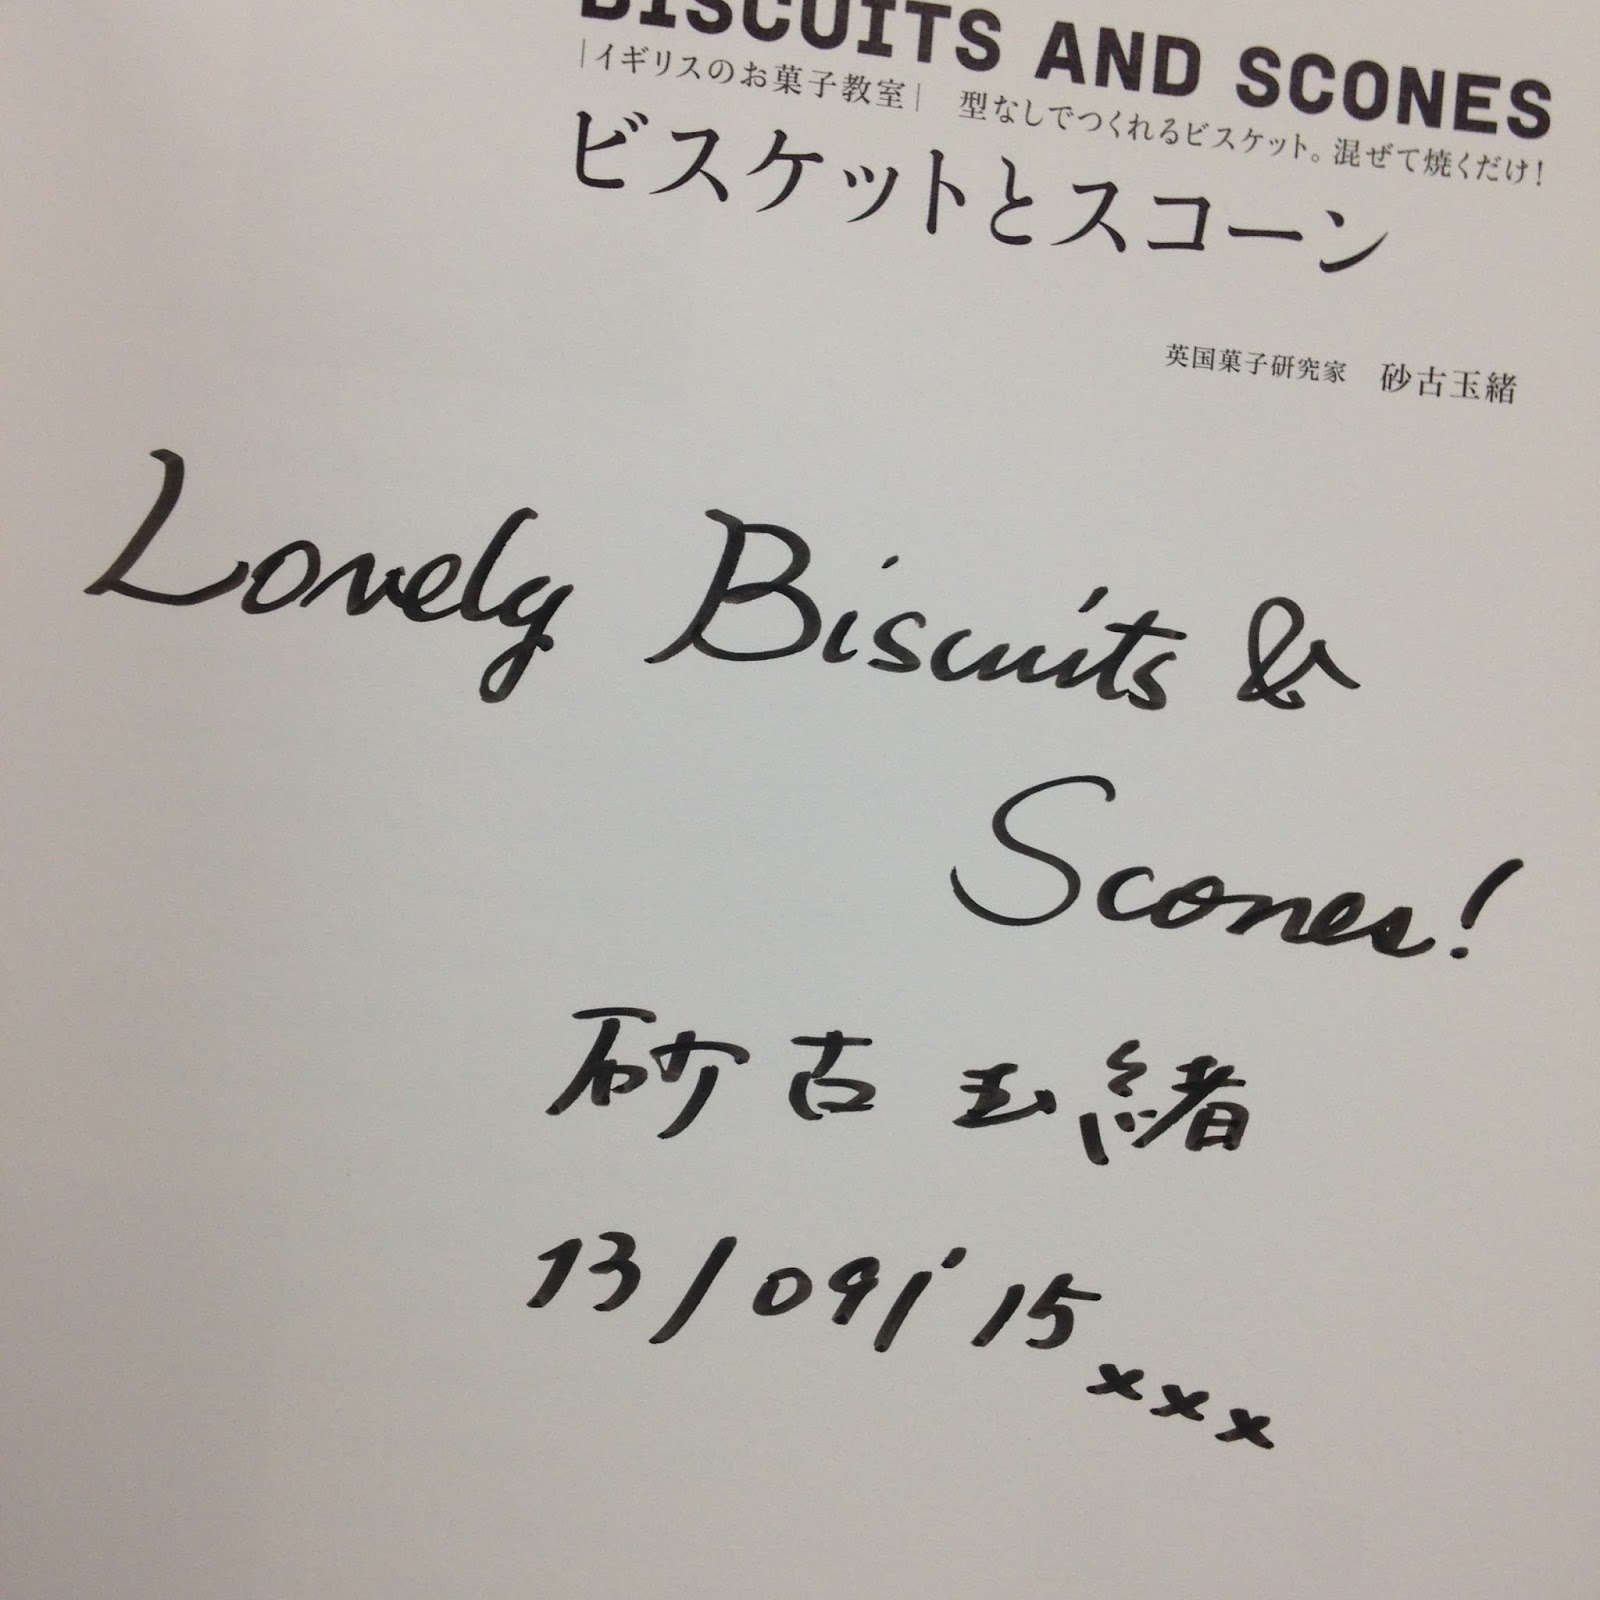 BISCUITS AND SCONES
|イギリスのお菓子教室| 型なしでつくれるビスケット。混ぜて焼くだけ!
ビスケットとスコーン
英国菓子研究家 砂古玉緒
Lovely Biscuits &
Scones!
砂古玉緒
13/09/'15
xxx